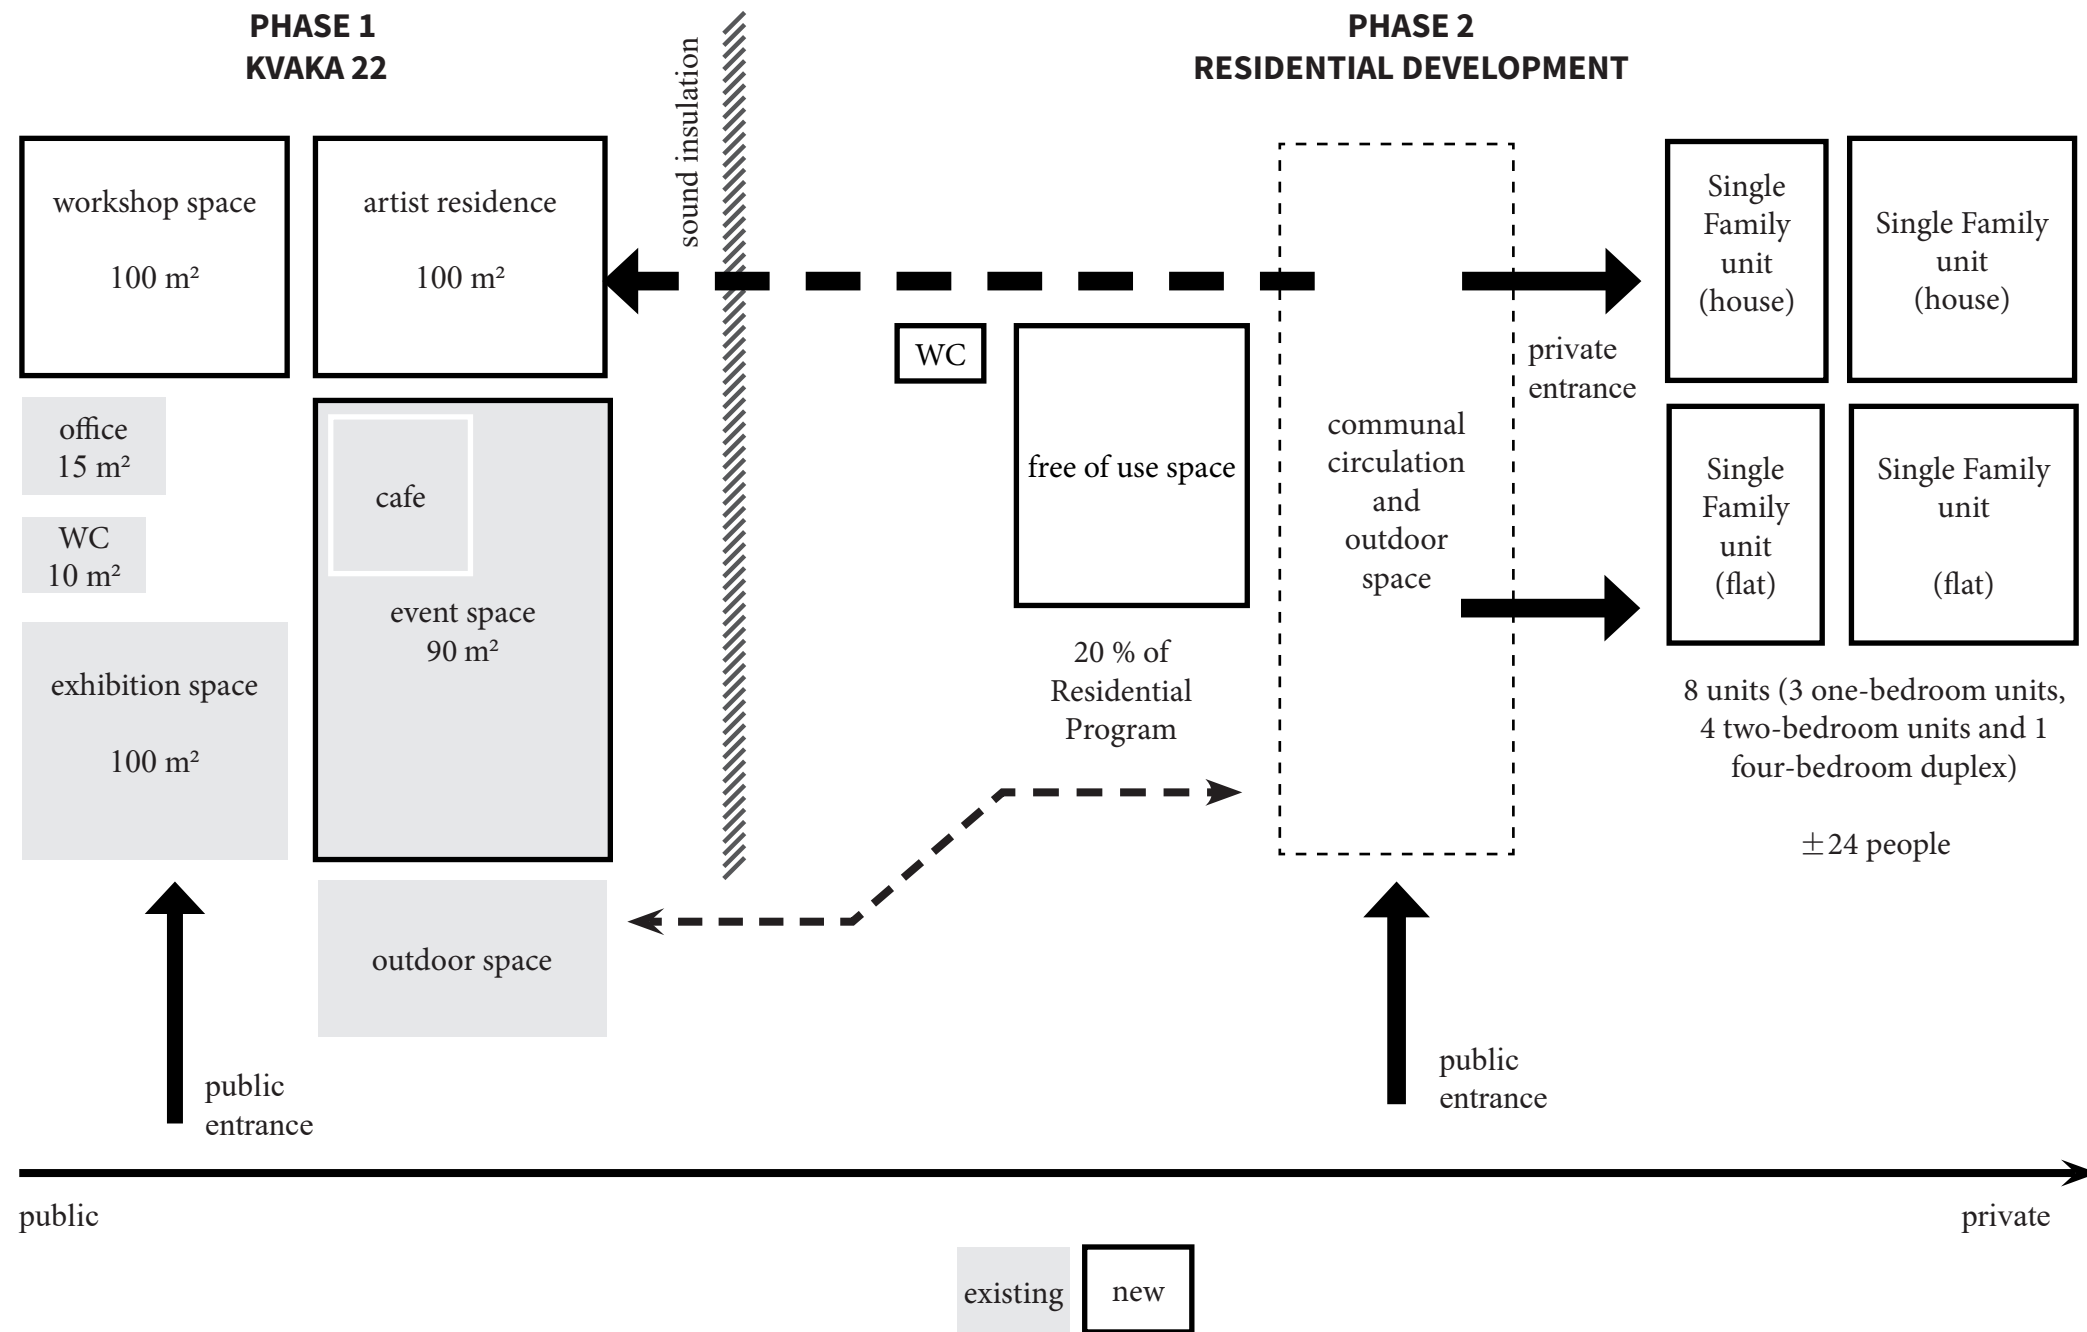 PHASE 1
KVAKA 22
sound insulation
PHASE 2
RESIDENTIAL DEVELOPMENT
workshop space
100 m²
artist residence
100 m²
office
15 m²
WC
10 m²
exhibition space
100 m²
cafe
event space
90 m²
outdoor space
public
entrance
WC
free of use space
20 % of
Residential
Program
communal
circulation
and
outdoor
space
private
entrance
public
entrance
Single
Family
unit
(house)
Single Family
unit
(house)
Single
Family
unit
(flat)
Single Family
unit
(flat)
8 units (3 one-bedroom units,
4 two-bedroom units and 1
four-bedroom duplex)
±24 people
public
private
existing
new